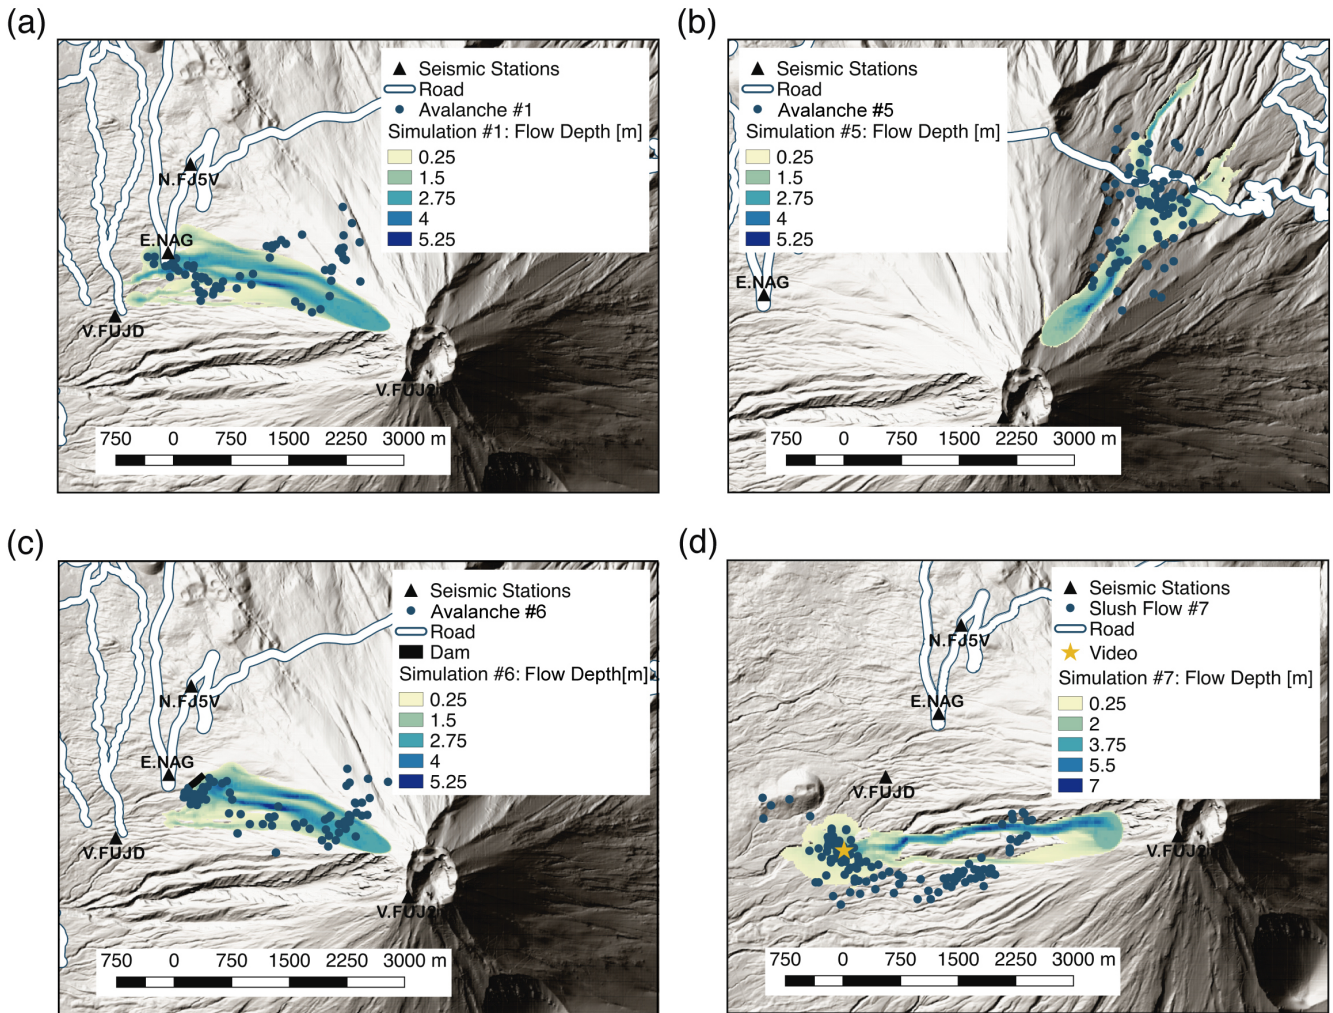 (a)
Seismic Stations
Road
Avalanche #1
Simulation #1: Flow Depth [m]
0.25
1.5
2.75
4
5.25
N.FJ5V
E.NAG
V.FUJD
V.FUJ2
750 0 750 1500 2250 3000 m
(b)
Seismic Stations
Road
Avalanche #5
Simulation #5: Flow Depth [m]
0.25
1.5
2.75
4
5.25
E.NAG
750 0 750 1500 2250 3000 m
(c)
Seismic Stations
Avalanche #6
Road
Dam
Simulation #6: Flow Depth[m]
0.25
1.5
2.75
4
5.25
N.FJ5V
E.NAG
V.FUJD
V.FUJ2
750 0 750 1500 2250 3000 m
(d)
Seismic Stations
Slush Flow #7
Road
Video
Simulation #7: Flow Depth [m]
0.25
2
3.75
5.5
7
N.FJ5V
E.NAG
V.FUJD
V.FUJ2
750 0 750 1500 2250 3000 m